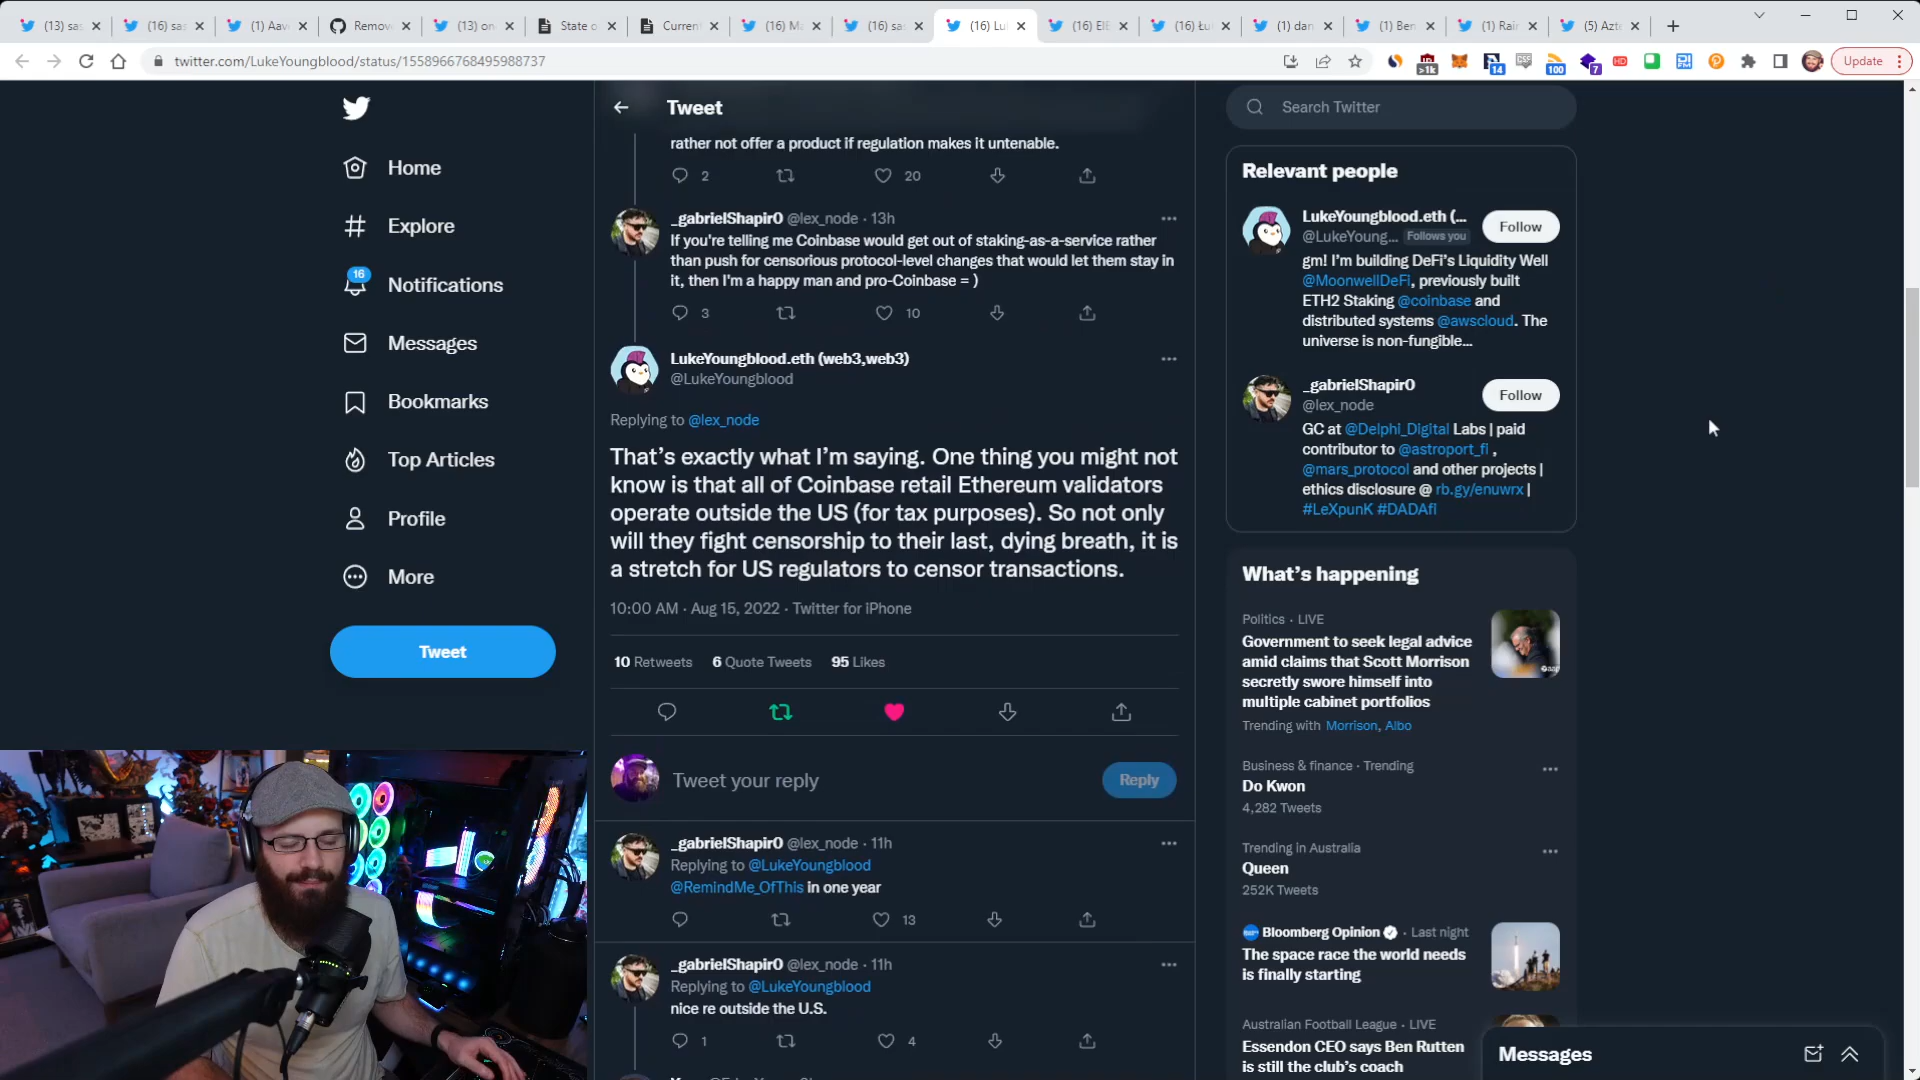 (13) sas
(16) sas
(1) Aave
Remov
(13) on
State o
Current
(16) Ma
(16) sas
(16) Lu
(16) ElE
(16) Łu
(1) dan
(1) Ben
(1) Rair
(5) Azte
twitter.com/LukeYoungblood/status/1558966768495988737
>1k
14
100
7
HD
Update
Home
Explore
16
Notifications
Messages
Bookmarks
Top Articles
Profile
More
Tweet
Tweet
rather not offer a product if regulation makes it untenable.
2
20
_gabrielShapir0 @lex_node · 13h
If you're telling me Coinbase would get out of staking-as-a-service rather
than push for censorious protocol-level changes that would let them stay in
it, then I'm a happy man and pro-Coinbase = )
3
10
LukeYoungblood.eth (web3,web3)
@LukeYoungblood
Replying to @lex_node
That's exactly what I'm saying. One thing you might not
know is that all of Coinbase retail Ethereum validators
operate outside the US (for tax purposes). So not only
will they fight censorship to their last, dying breath, it is
a stretch for US regulators to censor transactions.
10:00 AM · Aug 15, 2022 · Twitter for iPhone
10 Retweets 6 Quote Tweets 95 Likes
Tweet your reply
Reply
_gabrielShapir0 @lex_node · 11h
Replying to @LukeYoungblood
@RemindMe_OfThis in one year
13
_gabrielShapir0 @lex_node · 11h
Replying to @LukeYoungblood
nice re outside the U.S.
1
4
Search Twitter
Relevant people
LukeYoungblood.eth (...
@LukeYoung... Follows you
Follow
gm! I'm building DeFi's Liquidity Well
@MoonwellDeFi, previously built
ETH2 Staking @coinbase and
distributed systems @awscloud. The
universe is non-fungible...
_gabrielShapir0
@lex_node
Follow
GC at @Delphi_Digital Labs | paid
contributor to @astroport_fi ,
@mars_protocol and other projects |
ethics disclosure @ rb.gy/enuwrx |
#LeXpunK #DADAfi
What's happening
Politics · LIVE
Government to seek legal advice
amid claims that Scott Morrison
secretly swore himself into
multiple cabinet portfolios
Trending with Morrison, Albo
Business & finance · Trending
Do Kwon
4,282 Tweets
Trending in Australia
Queen
252K Tweets
Bloomberg Opinion · Last night
The space race the world needs
is finally starting
Australian Football League · LIVE
Essendon CEO says Ben Rutten
is still the club's coach
Messages